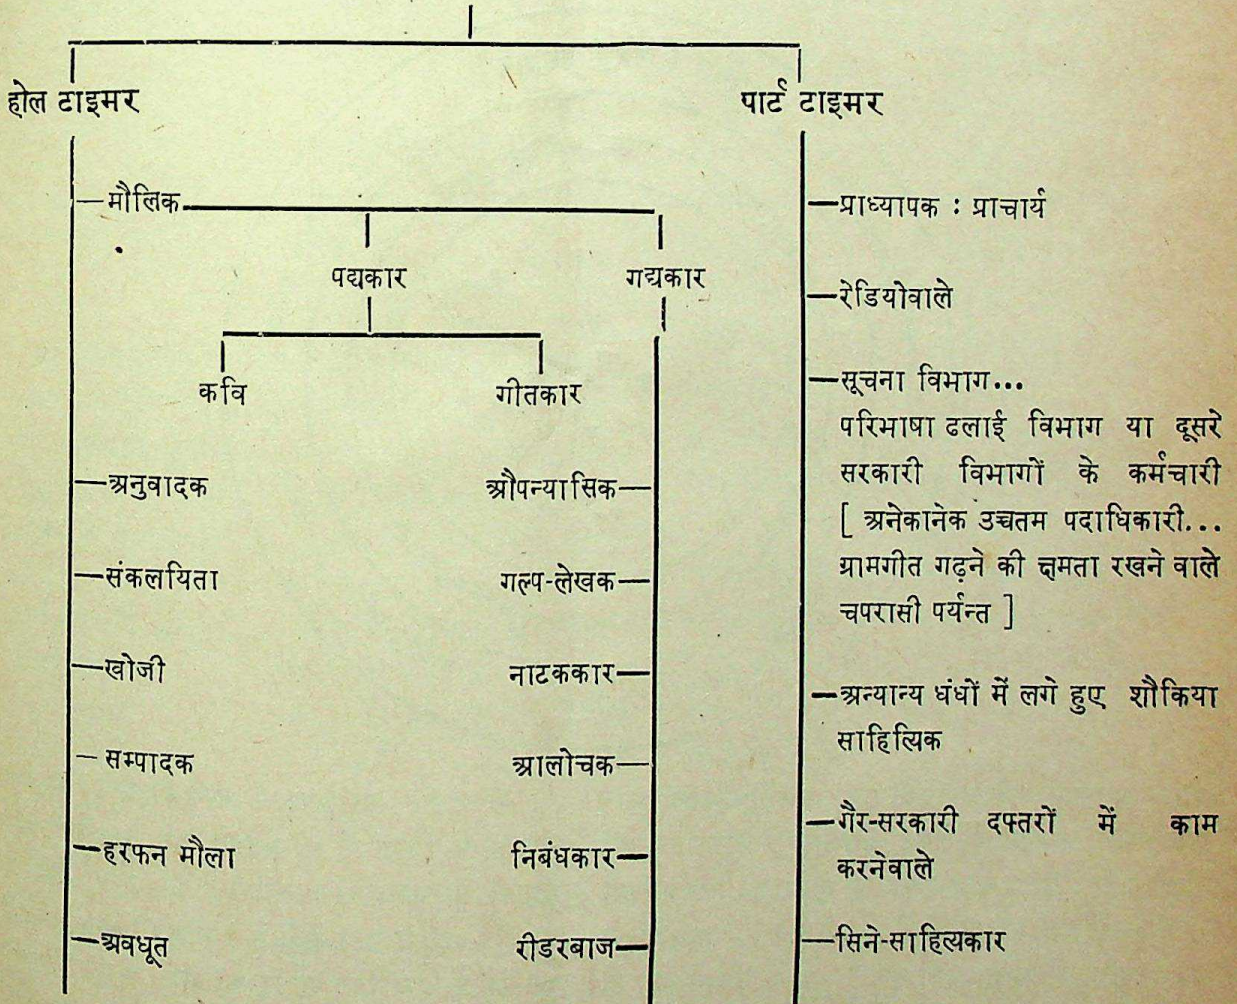 होल टाइमर
पार्ट टाइमर
मौलिक
पद्यकार
गद्यकार
कवि
गीतकार
अनुवादक
संकलयिता
खोजी
सम्पादक
हरफन मौला
अवधूत
औपन्यासिक
गल्प-लेखक
नाटककार
आलोचक
निबंधकार
रीडरबाज
प्राध्यापक : प्राचार्य
रेडियोवाले
सूचना विभाग...
परिभाषा ढलाई विभाग या दूसरे
सरकारी विभागों के कर्मचारी
[ अनेकानेक उच्चतम पदाधिकारी...
ग्रामगीत गढ़ने की क्षमता रखने वाले
चपरासी पर्यन्त ]
अन्यान्य धंधों में लगे हुए शौकिया
साहित्यिक
गैर-सरकारी दफ्तरों में काम
करनेवाले
सिने-साहित्यकार